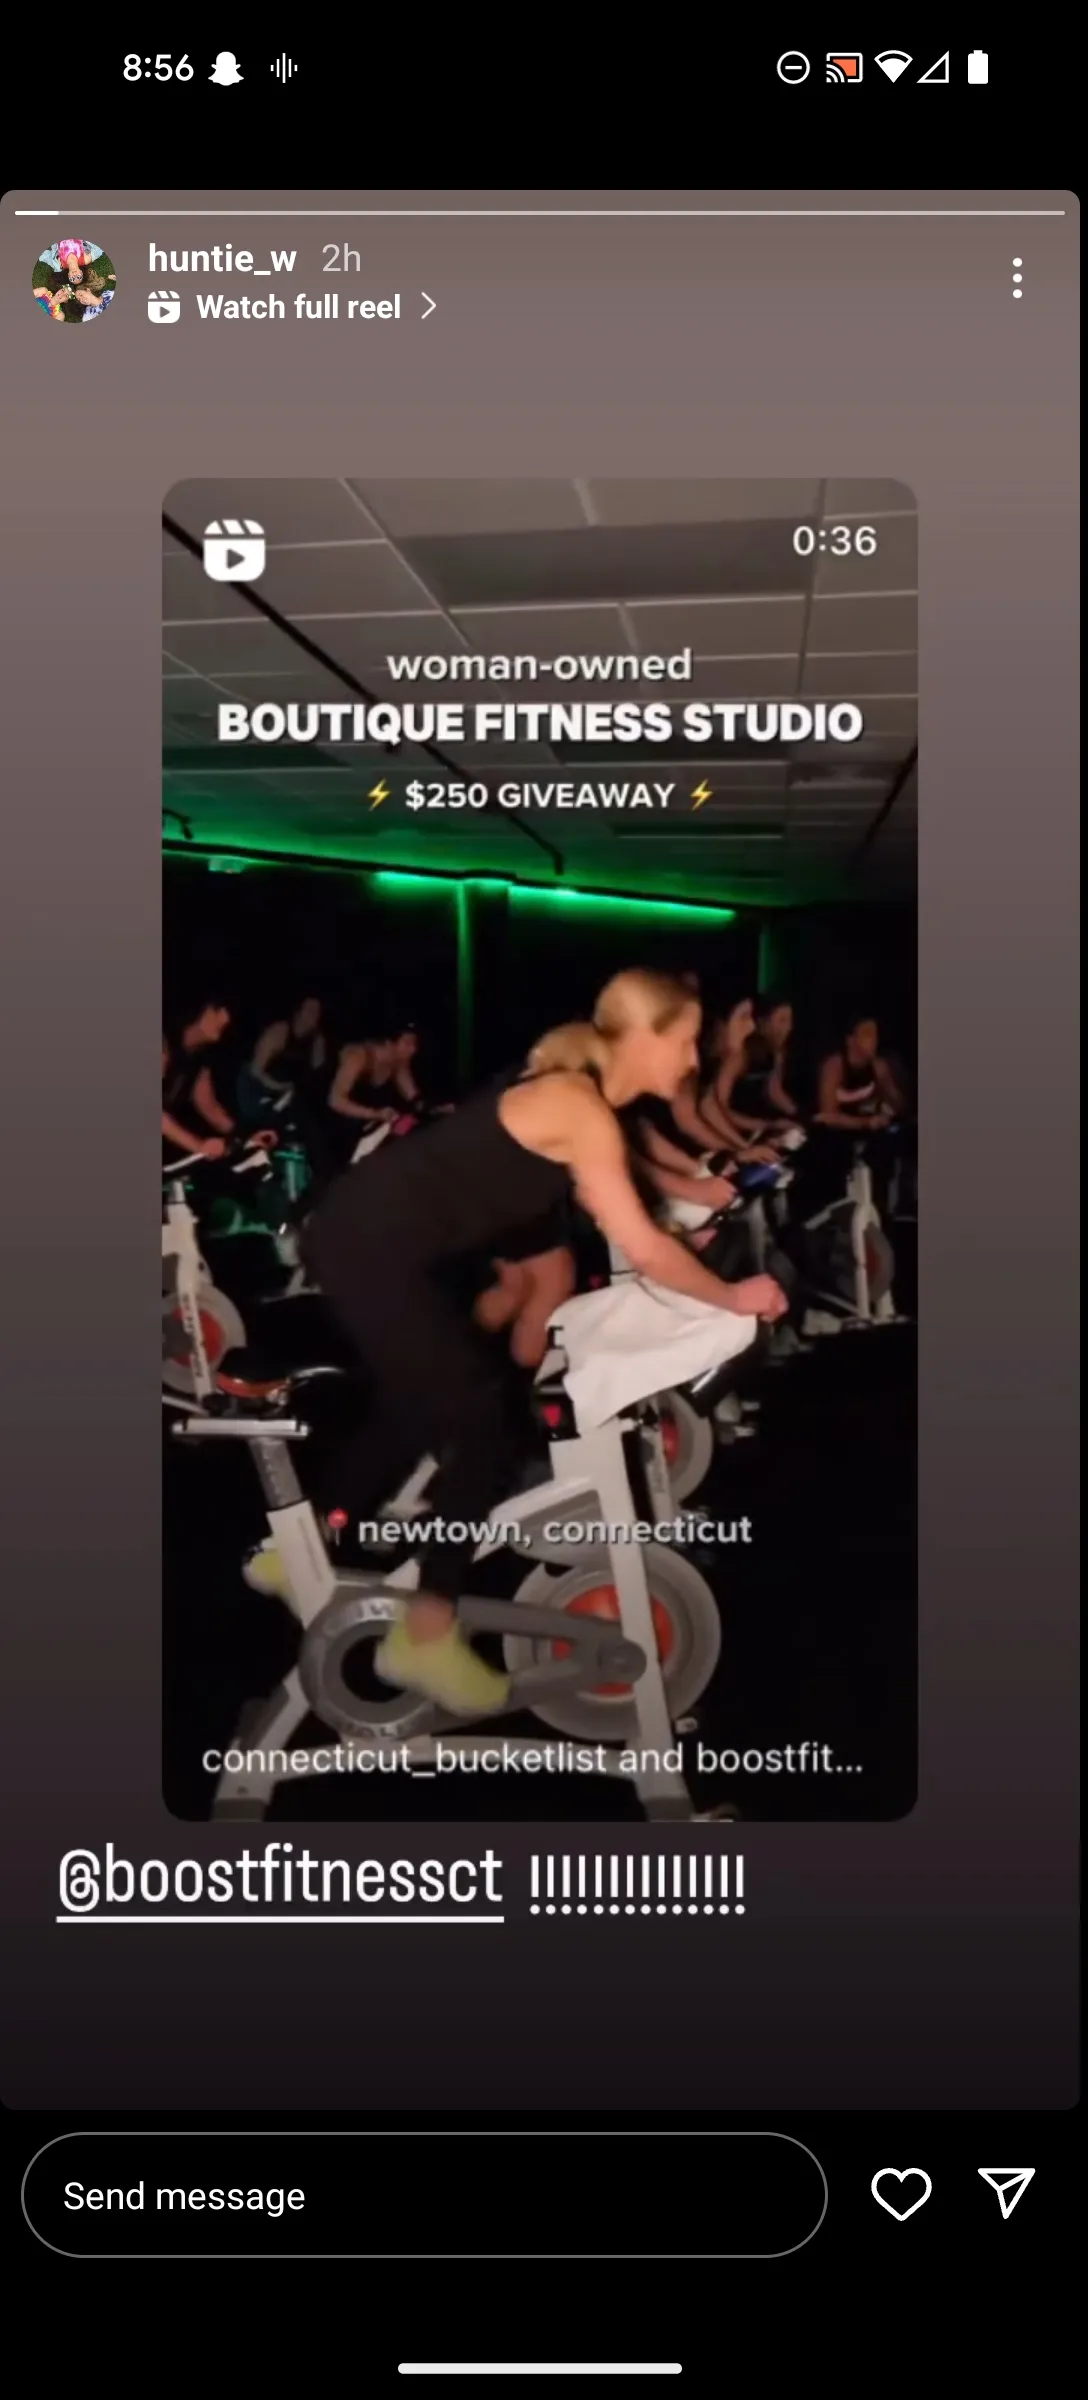 8:56
huntie_w 2h
Watch full reel
0:36
woman-owned
BOUTIQUE FITNESS STUDIO
⚡ $250 GIVEAWAY ⚡
📍 newtown, connecticut
connecticut_bucketlist and boostfit...
@boostfitnessct !!!!!!!!!!!!!!
Send message